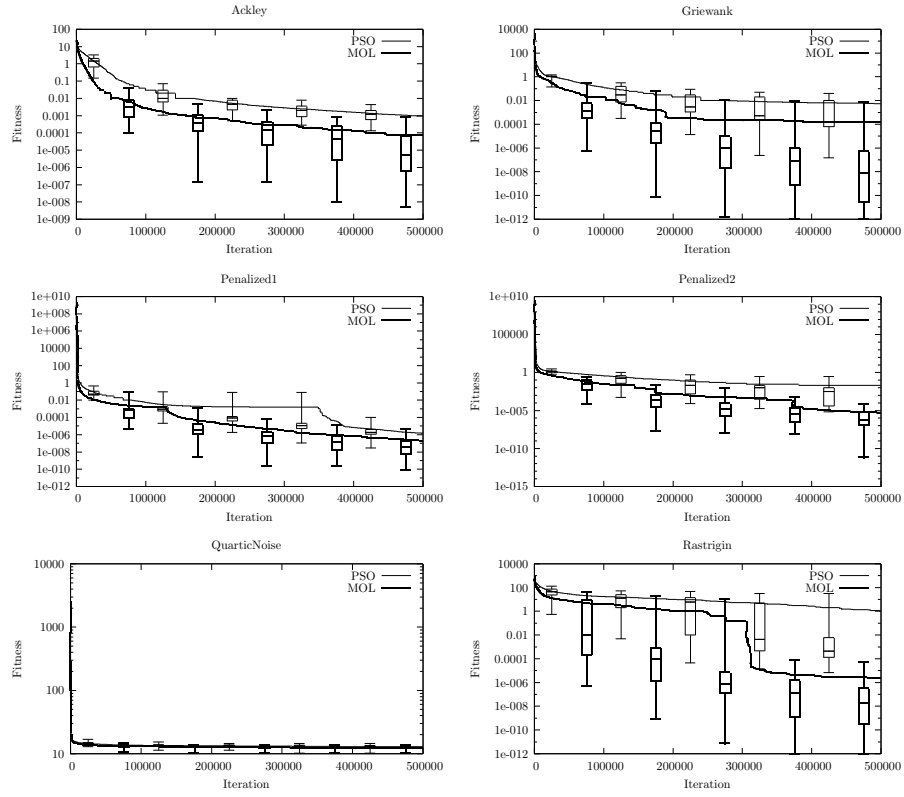 Ackley
Fitness
100
10
1
0.1
0.01
0.001
0.0001
1e-005
1e-006
1e-007
1e-008
1e-009
PSO
MOL
0 100000 200000 300000 400000 500000
Iteration
Griewank
Fitness
10000
100
1
0.01
0.0001
1e-006
1e-008
1e-010
1e-012
PSO
MOL
0 100000 200000 300000 400000 500000
Iteration
Penalized1
Fitness
1e+010
1e+008
1e+006
10000
100
1
0.01
0.0001
1e-006
1e-008
1e-010
1e-012
PSO
MOL
0 100000 200000 300000 400000 500000
Iteration
Penalized2
Fitness
1e+010
100000
1
1e-005
1e-010
1e-015
PSO
MOL
0 100000 200000 300000 400000 500000
Iteration
QuarticNoise
Fitness
10000
1000
100
10
PSO
MOL
0 100000 200000 300000 400000 500000
Iteration
Rastrigin
Fitness
10000
100
1
0.01
0.0001
1e-006
1e-008
1e-010
1e-012
PSO
MOL
0 100000 200000 300000 400000 500000
Iteration